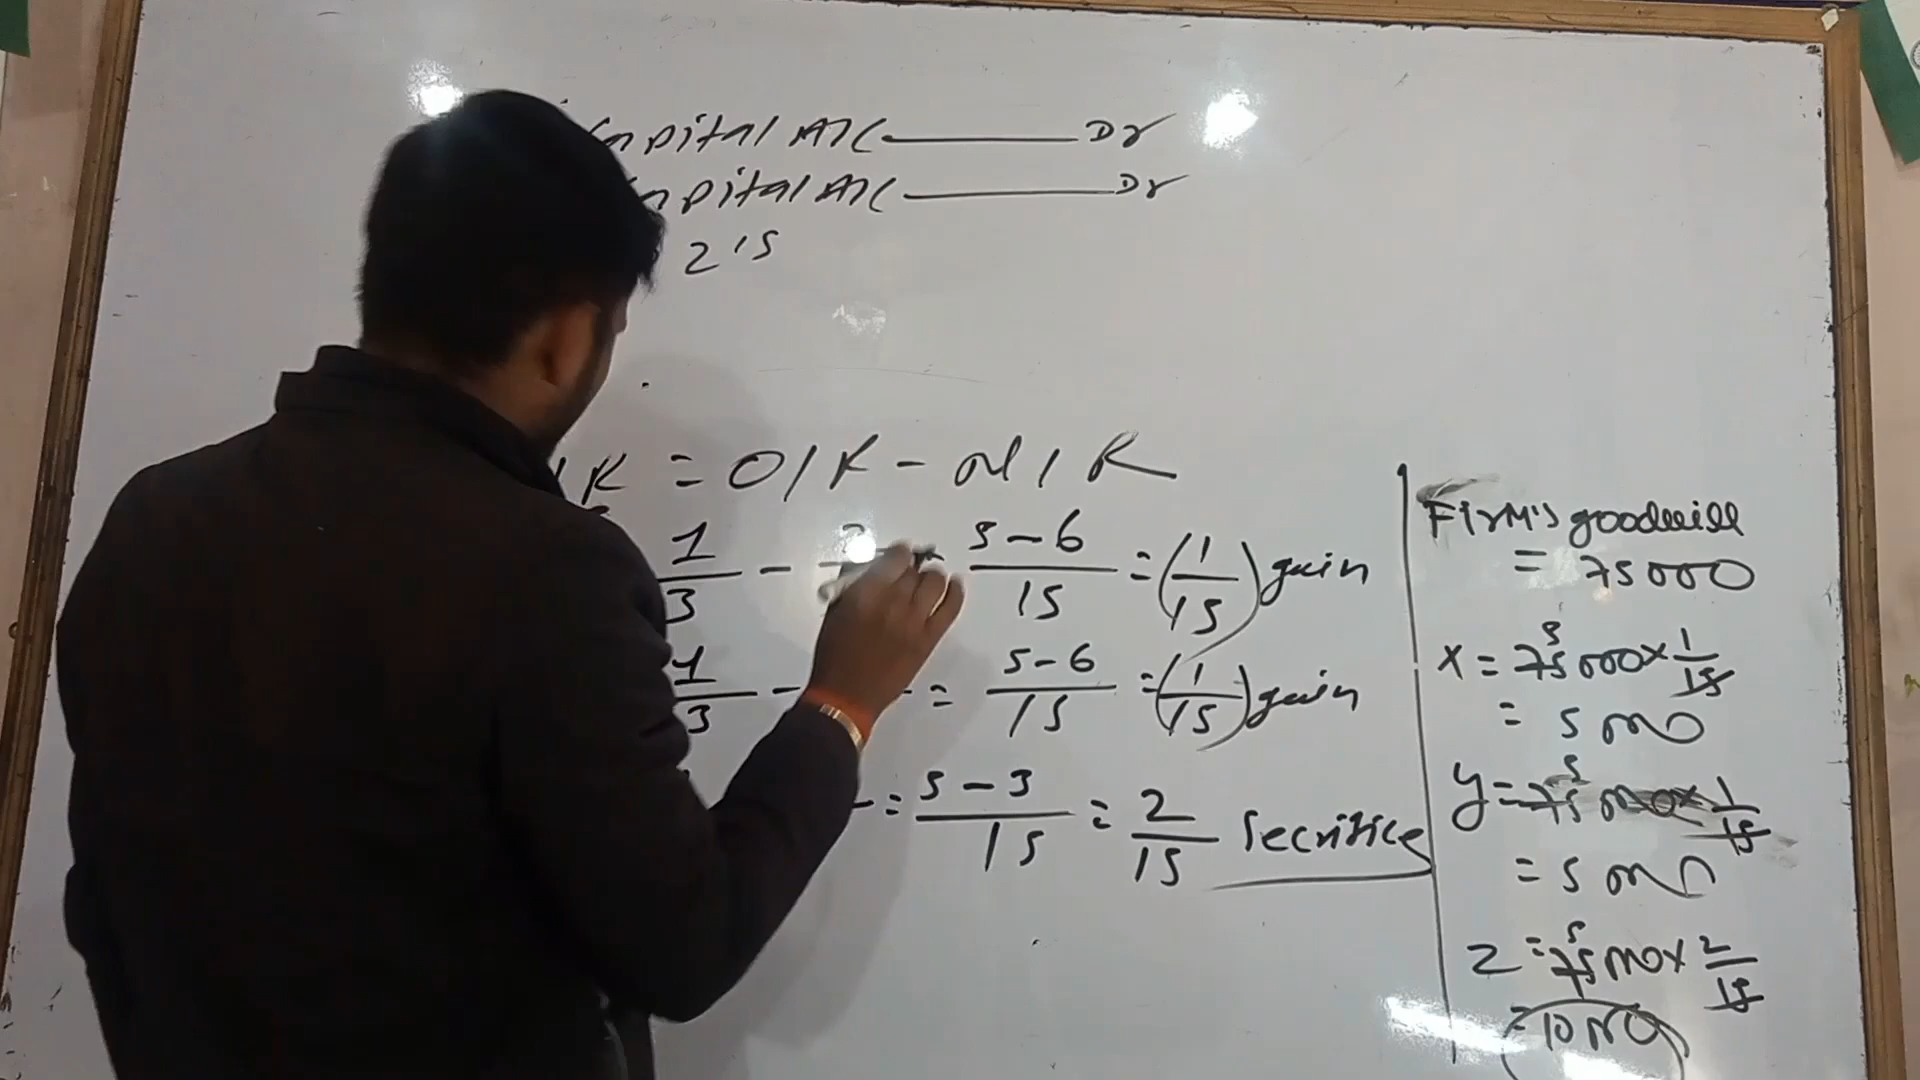 apital A/C ——— Dr
apital A/C ——— Dr
Z's
/R = O/R - N/R
1/3 - = 5-6/15 = (1/15) gain
1/3 - = 5-6/15 = (1/15) gain
= 5-3/15 = 2/15 Secrifice
Firm's goodwill
= 75000
X = 75000 × 1/15
= 5000
Y = 75000 × 1/15
= 5000
Z = 75000 × 2/15
= 10000